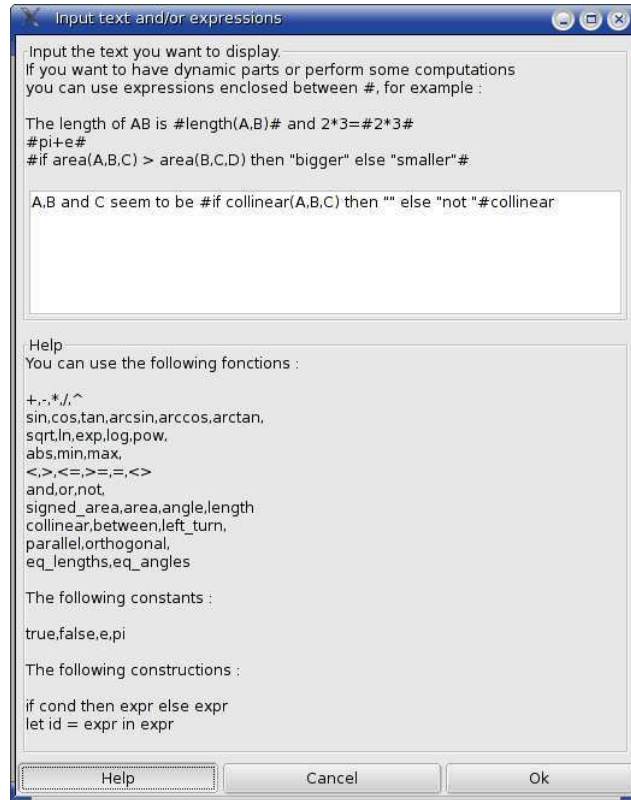 Input text and/or expressions
Input the text you want to display.
If you want to have dynamic parts or perform some computations
you can use expressions enclosed between #, for example :
The length of AB is #length(A,B)# and 2*3=#2*3#
#pi+e#
#if area(A,B,C) > area(B,C,D) then "bigger" else "smaller"#
A,B and C seem to be #if collinear(A,B,C) then "" else "not "#collinear
Help
You can use the following fonctions :
+,-,*,/,^
sin,cos,tan,arcsin,arccos,arctan,
sqrt,ln,exp,log,pow,
abs,min,max,
<,>,<=,>=,=,<>
and,or,not,
signed_area,area,angle,length
collinear,between,left_turn,
parallel,orthogonal,
eq_lengths,eq_angles
The following constants :
true,false,e,pi
The following constructions :
if cond then expr else expr
let id = expr in expr
Help Cancel Ok